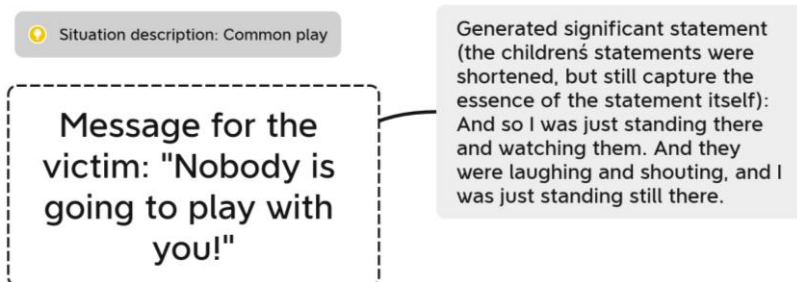 Situation description: Common play
Message for the
victim: "Nobody is
going to play with
you!"
Generated significant statement
(the childrenś statements were
shortened, but still capture the
essence of the statement itself):
And so I was just standing there
and watching them. And they
were laughing and shouting, and I
was just standing still there.